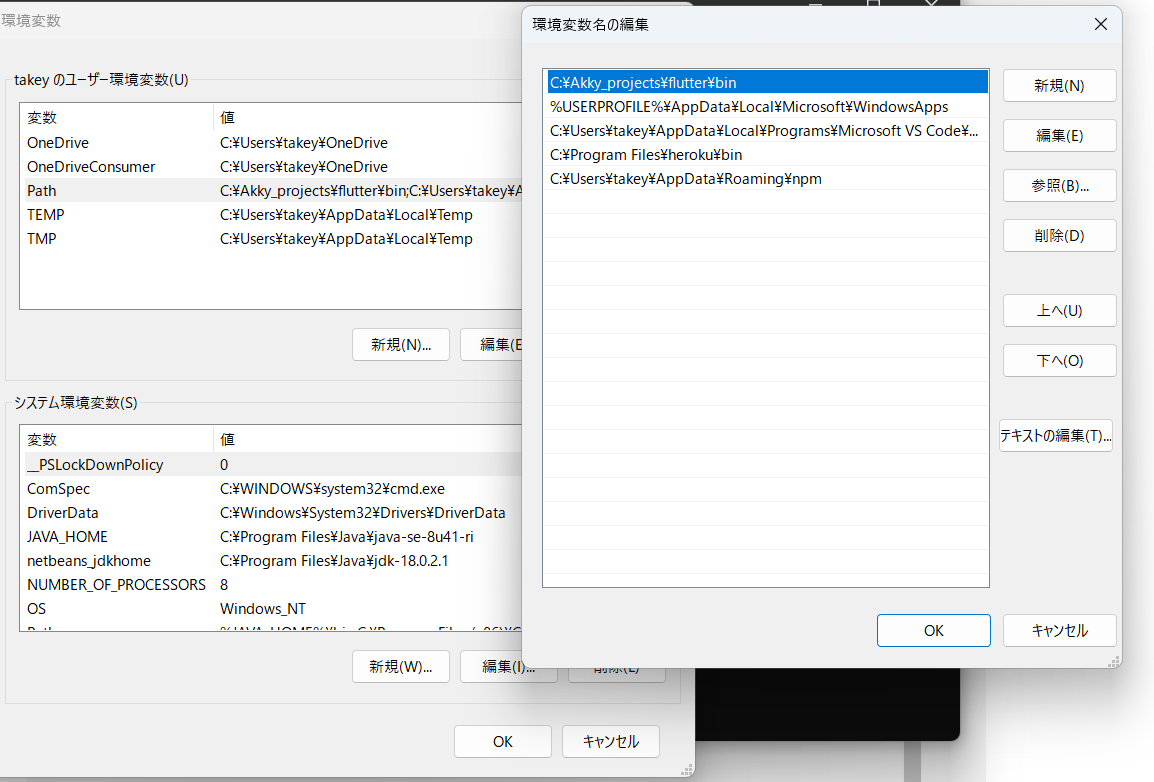 環境変数
takey のユーザー環境変数(U)
変数 値
OneDrive C:¥Users¥takey¥OneDrive
OneDriveConsumer C:¥Users¥takey¥OneDrive
Path C:¥Akky_projects¥flutter¥bin;C:¥Users¥takey¥A
TEMP C:¥Users¥takey¥AppData¥Local¥Temp
TMP C:¥Users¥takey¥AppData¥Local¥Temp
新規(N)... 編集(E
システム環境変数(S)
変数 値
__PSLockDownPolicy 0
ComSpec C:¥WINDOWS¥system32¥cmd.exe
DriverData C:¥Windows¥System32¥Drivers¥DriverData
JAVA_HOME C:¥Program Files¥Java¥java-se-8u41-ri
netbeans_jdkhome C:¥Program Files¥Java¥jdk-18.0.2.1
NUMBER_OF_PROCESSORS 8
OS Windows_NT
新規(W)... 編集(I)... 削除(L)
OK キャンセル
環境変数名の編集
C:¥Akky_projects¥flutter¥bin
%USERPROFILE%¥AppData¥Local¥Microsoft¥WindowsApps
C:¥Users¥takey¥AppData¥Local¥Programs¥Microsoft VS Code¥...
C:¥Program Files¥heroku¥bin
C:¥Users¥takey¥AppData¥Roaming¥npm
新規(N)
編集(E)
参照(B)...
削除(D)
上へ(U)
下へ(O)
テキストの編集(T)...
OK キャンセル